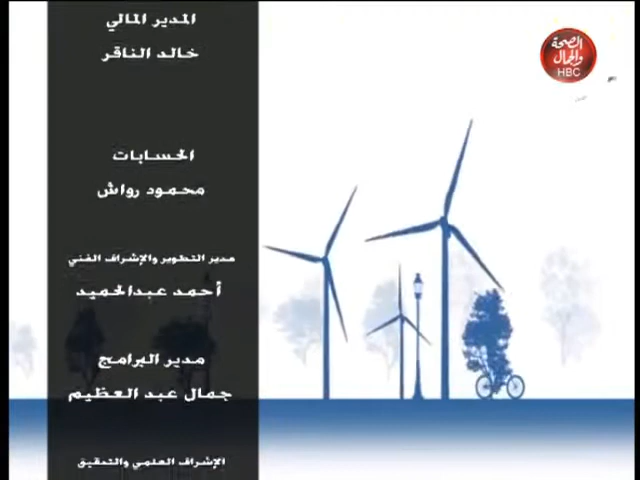 المدير المالي
خالد الناقر
الحسابات
محمود رواش
مدير التطوير والإشراف الفني
أحمد عبدالحميد
مدير البرامج
جمال عبد العظيم
الإشراف العلمي والتدقيق
الصحة
والجمال
HBC